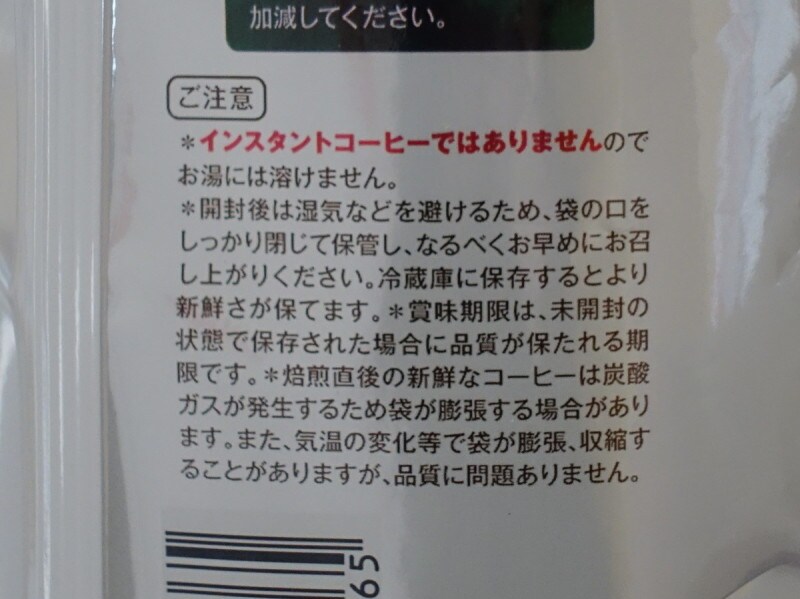 加減してください。
ご注意
＊インスタントコーヒーではありませんので
お湯には溶けません。
＊開封後は湿気などを避けるため、袋の口を
しっかり閉じて保管し、なるべくお早めにお召
し上がりください。冷蔵庫に保存するとより
新鮮さが保てます。＊賞味期限は、未開封の
状態で保存された場合に品質が保たれる期
限です。＊焙煎直後の新鮮なコーヒーは炭酸
ガスが発生するため袋が膨張する場合があり
ます。また、気温の変化等で袋が膨張、収縮す
ることがありますが、品質に問題ありません。
65